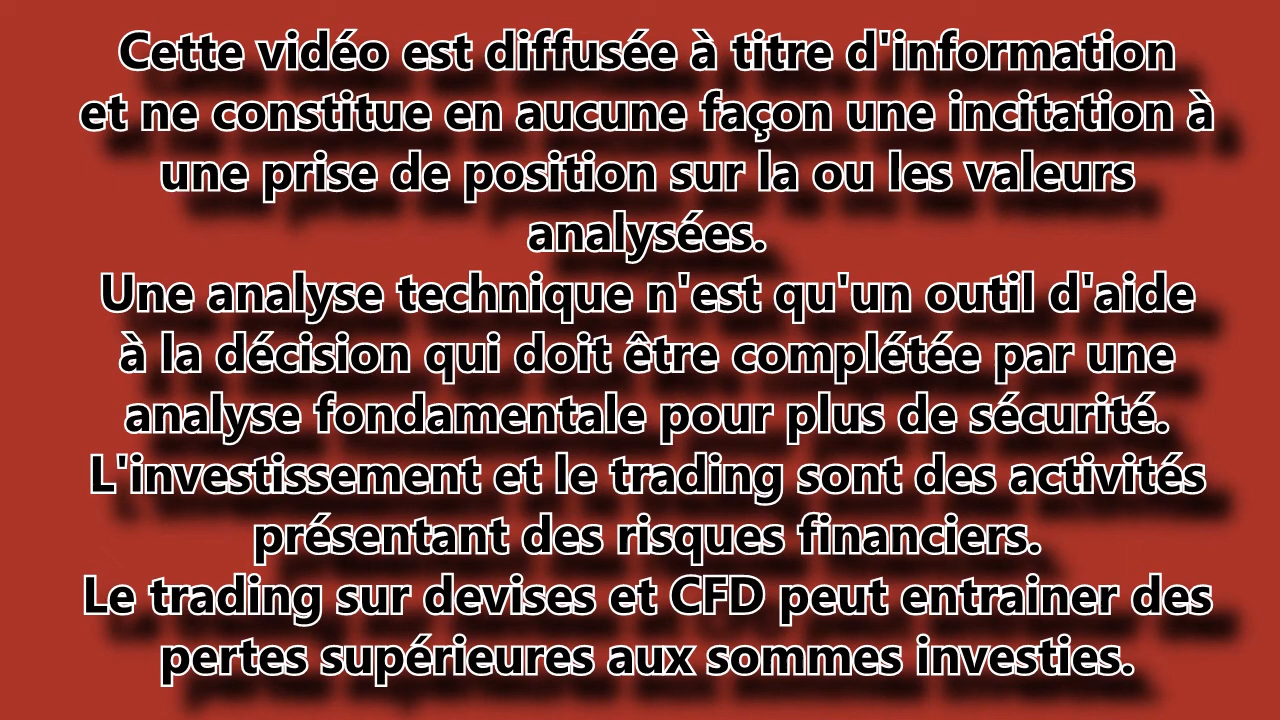 Cette vidéo est diffusée à titre d'information
et ne constitue en aucune façon une incitation à
une prise de position sur la ou les valeurs
analysées.
Une analyse technique n'est qu'un outil d'aide
à la décision qui doit être complétée par une
analyse fondamentale pour plus de sécurité.
L'investissement et le trading sont des activités
présentant des risques financiers.
Le trading sur devises et CFD peut entrainer des
pertes supérieures aux sommes investies.